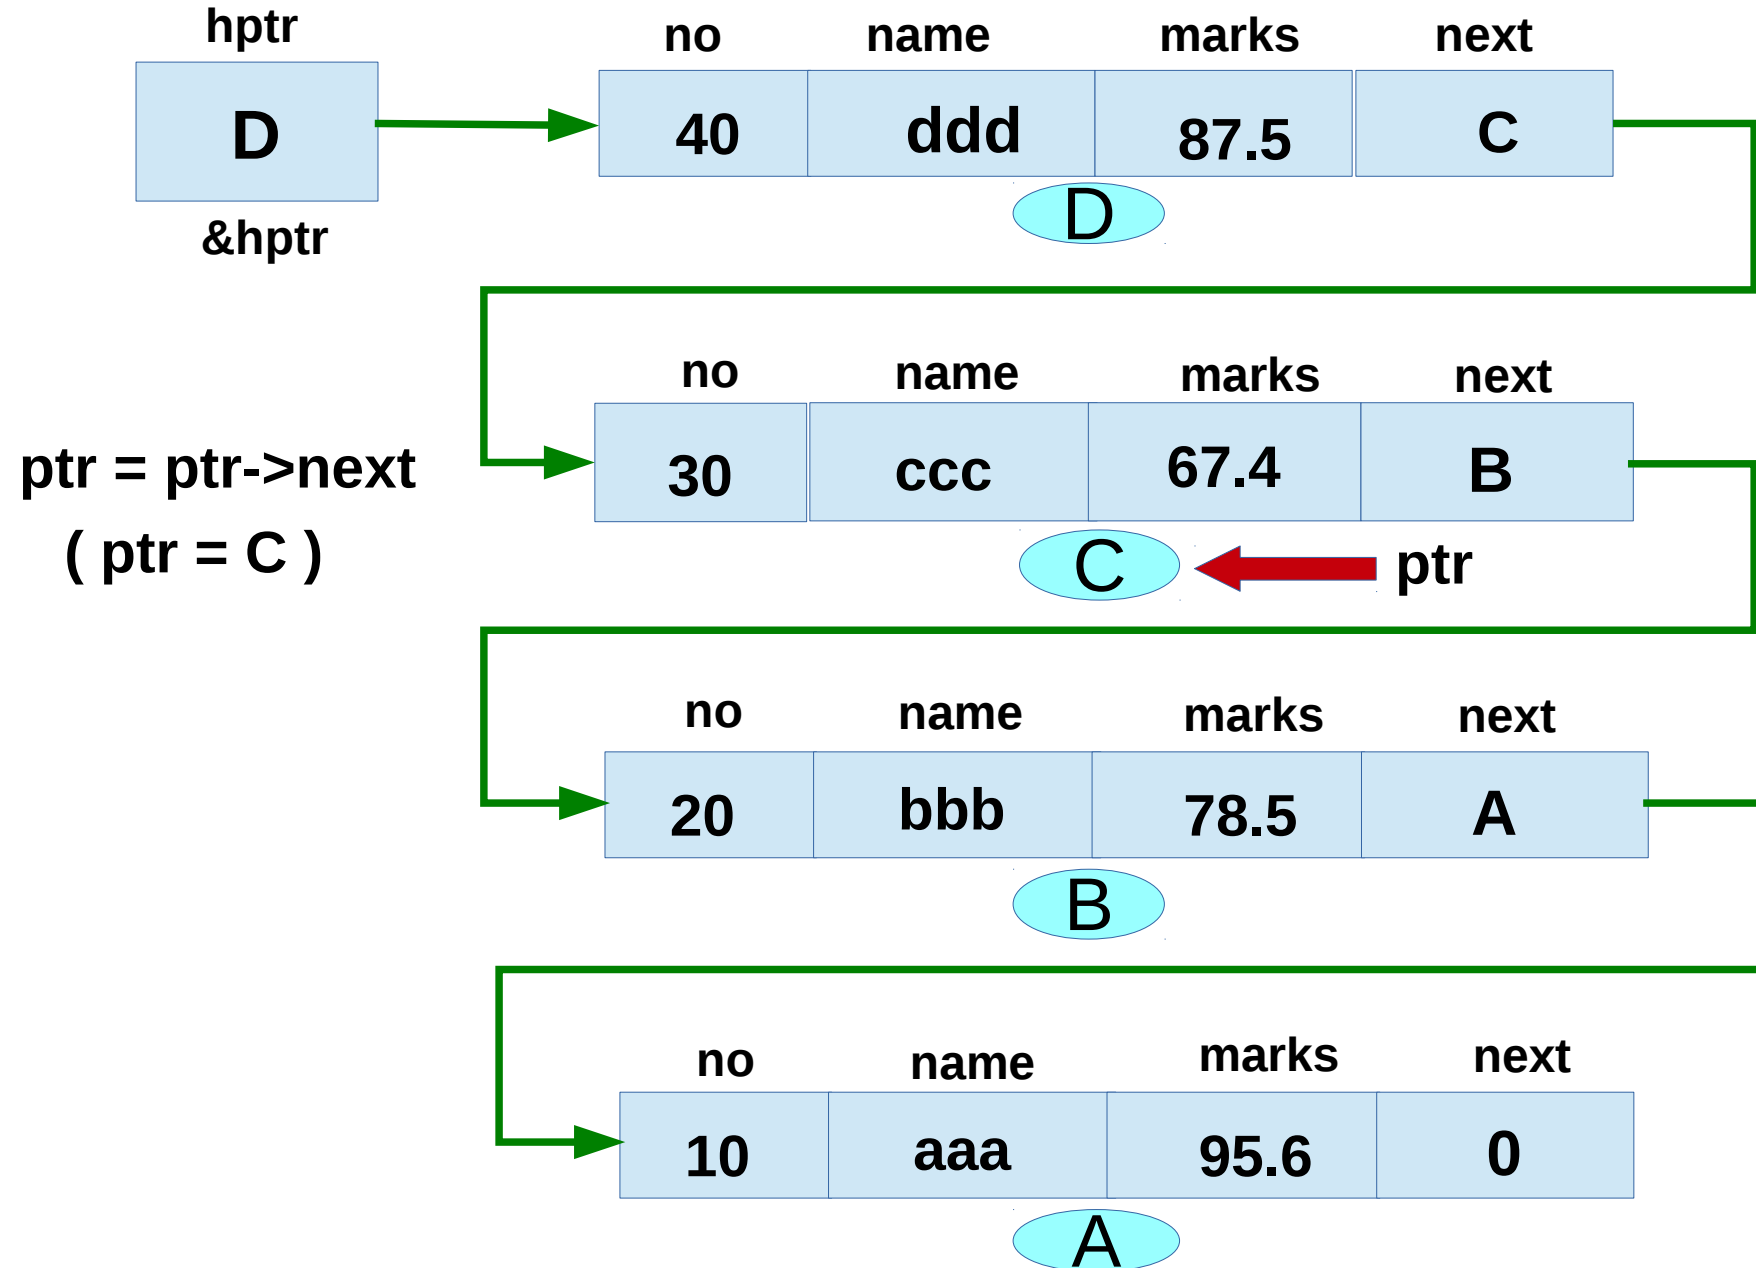 hptr
no name marks next
D
40 ddd 87.5 C
D
&hptr
no name marks next
ptr = ptr->next
30 ccc 67.4 B
( ptr = C )
C ptr
no name marks next
20 bbb 78.5 A
B
no name marks next
10 aaa 95.6 0
A